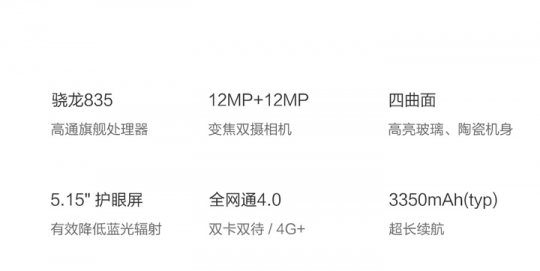 骁龙835
高通旗舰处理器
12MP+12MP
变焦双摄相机
四曲面
高亮玻璃、陶瓷机身
5.15" 护眼屏
有效降低蓝光辐射
全网通4.0
双卡双待 / 4G+
3350mAh(typ)
超长续航